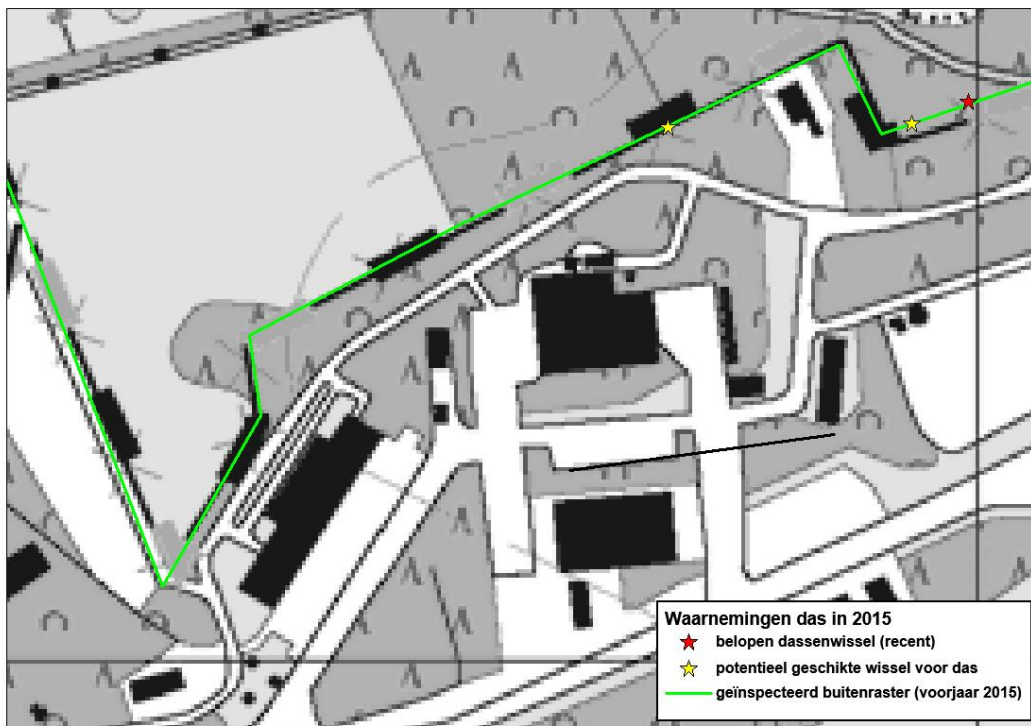 Waarnemingen das in 2015
belopen dassenwissel (recent)
potentieel geschikte wissel voor das
geïnspecteerd buitenraster (voorjaar 2015)